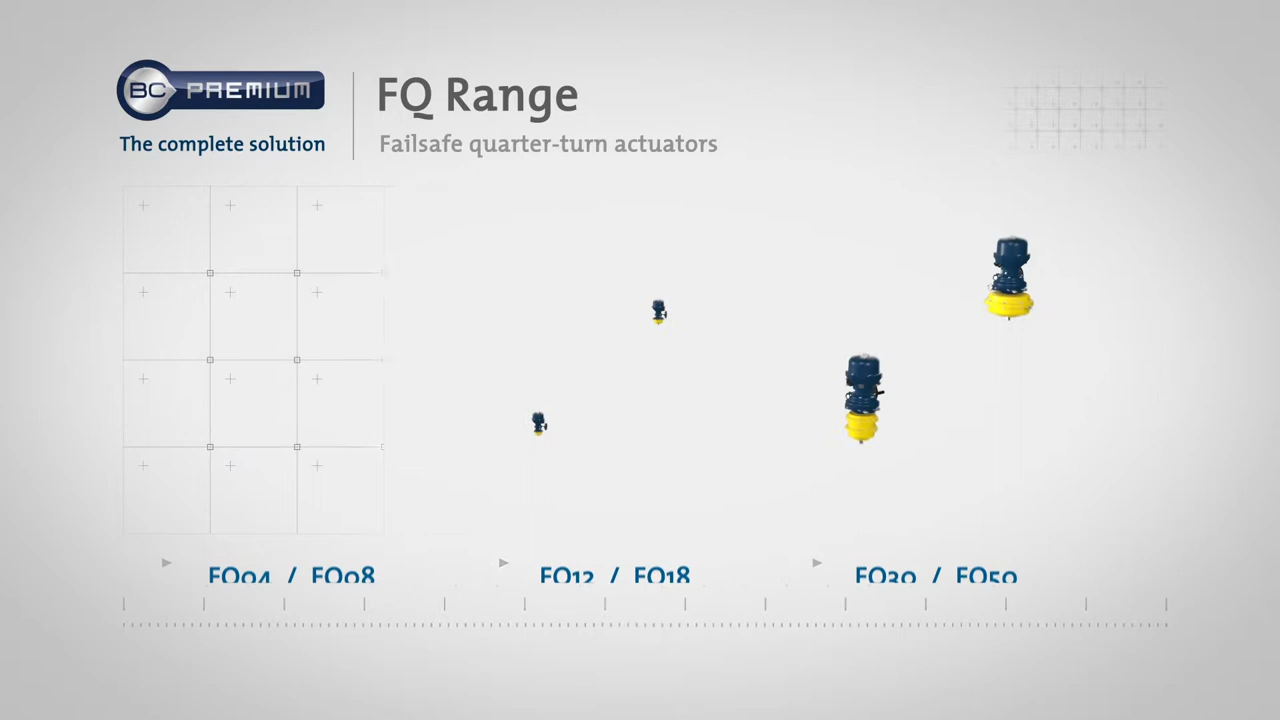 BC PREMIUM
The complete solution
FQ Range
Failsafe quarter-turn actuators
FQ04 / FQ08
FQ12 / FQ18
FQ30 / FQ50